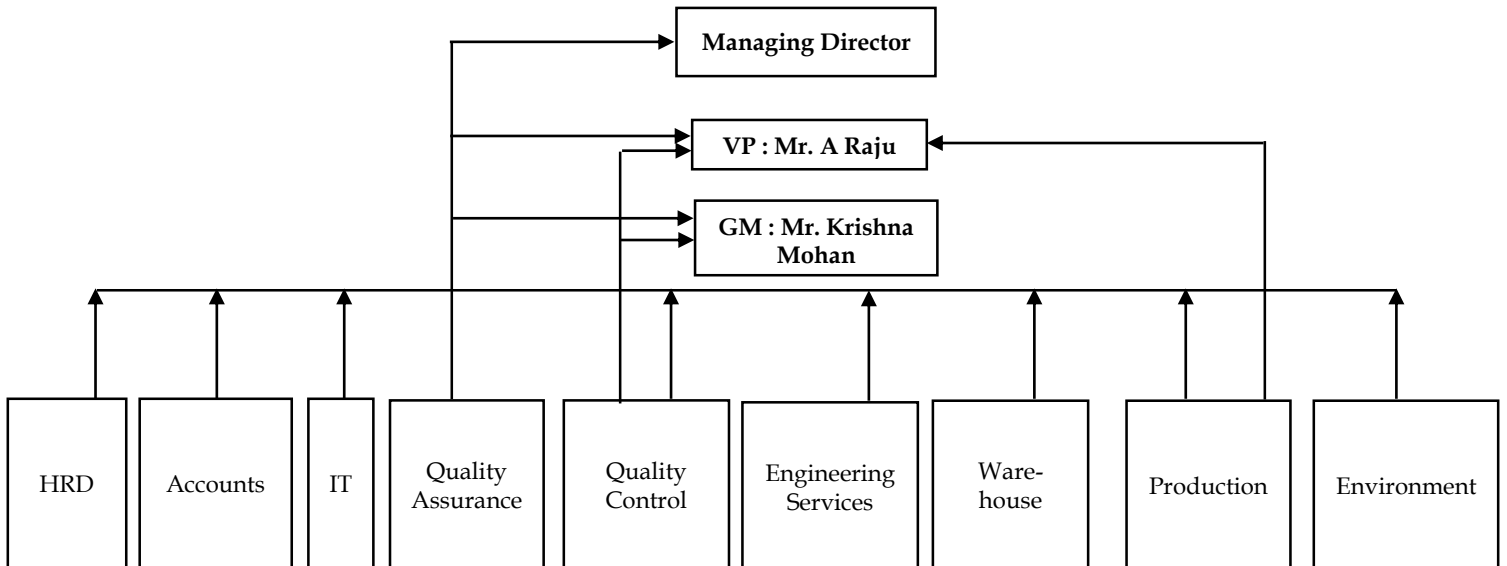 Managing Director
VP : Mr. A Raju
GM : Mr. Krishna
Mohan
HRD
Accounts
IT
Quality
Assurance
Quality
Control
Engineering
Services
Ware-
house
Production
Environment